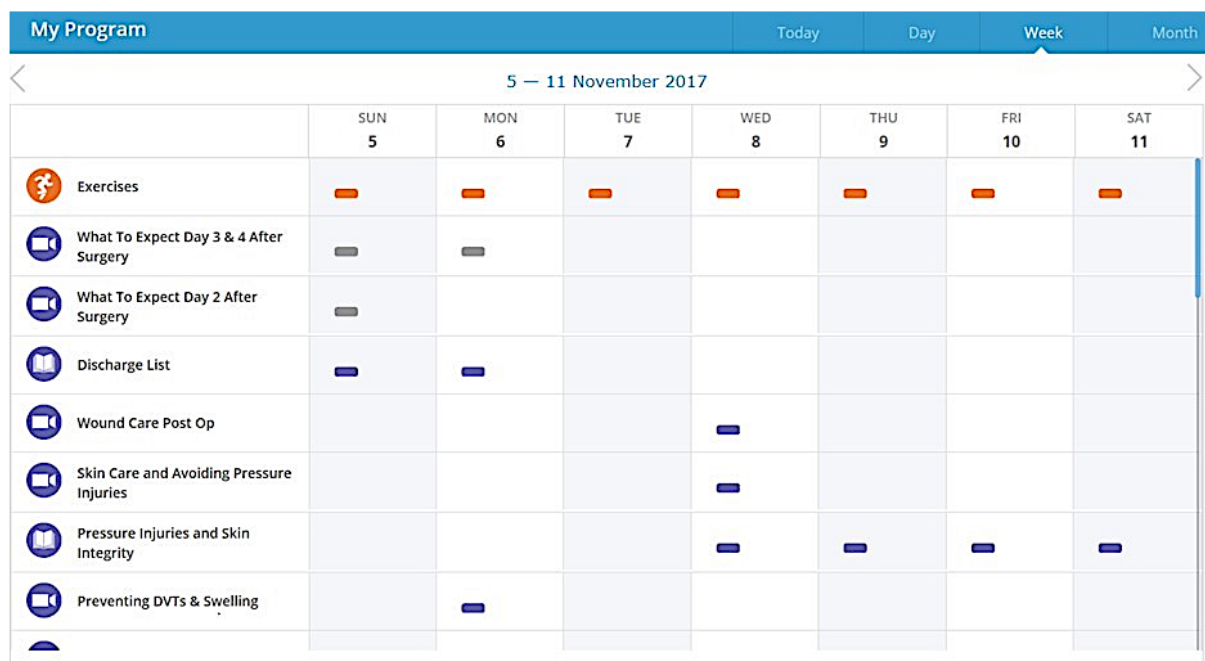 My Program
Today
Day
Week
Month
5 — 11 November 2017
SUN
MON
TUE
WED
THU
FRI
SAT
5
6
7
8
9
10
11
Exercises
What To Expect Day 3 & 4 After
Surgery
What To Expect Day 2 After
Surgery
Discharge List
Wound Care Post Op
Skin Care and Avoiding Pressure
Injuries
Pressure Injuries and Skin
Integrity
Preventing DVTs & Swelling